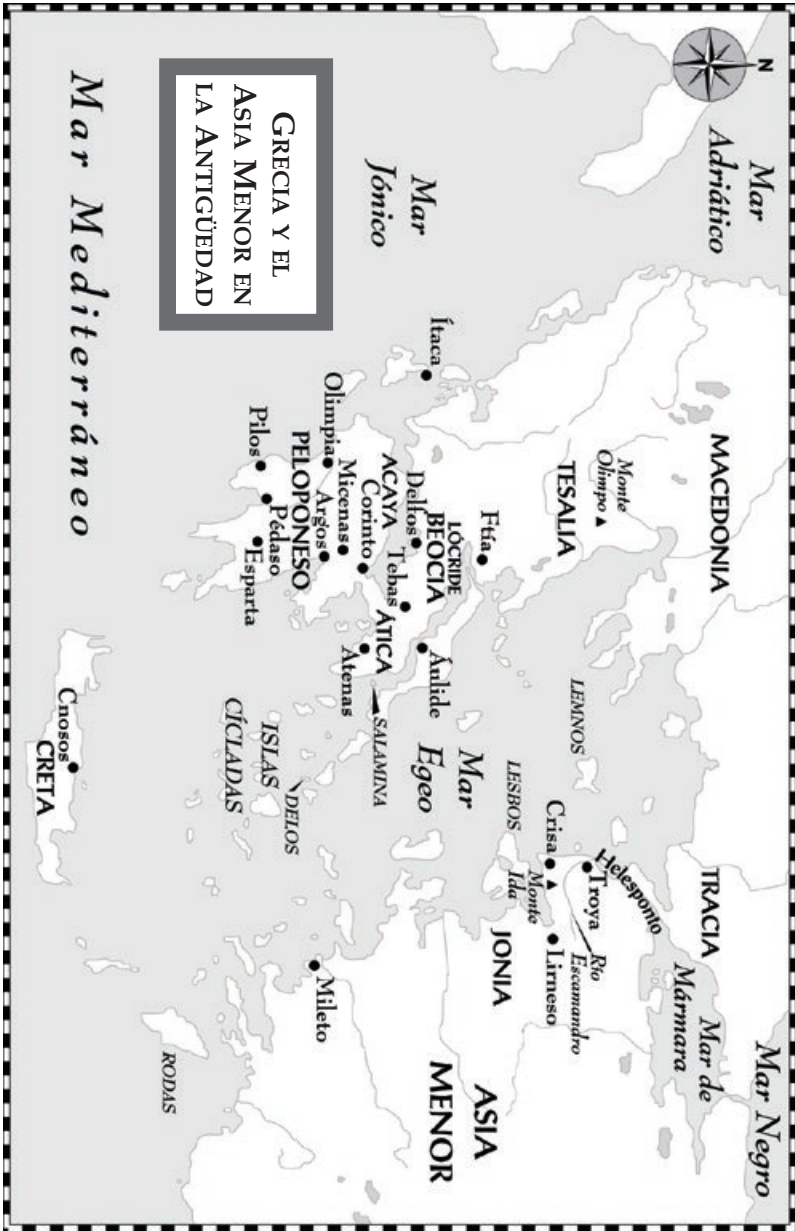 GRECIA Y EL
ASIA MENOR EN
LA ANTIGÜEDAD
N
Mar
Adriático
Mar Negro
MACEDONIA
TRACIA
Mar de
Mármara
Monte
Olimpo
TESALIA
LEMNOS
Helesponto
Troya
Río
Escamandro
Crisa
Monte
Ida
Lirneso
LESBOS
JONIA
ASIA
MENOR
Mar
Jónico
Ítaca
Ftía
LÓCRIDE
BEOCIA
Delfos
Tebas
Áulide
Mar
Egeo
ACAYA
Corinto
ÁTICA
Atenas
SALAMINA
Micenas
Olimpia
Argos
PELOPONESO
Pilos
Pédaso
Esparta
DELOS
ISLAS
CÍCLADAS
Mileto
RODAS
Cnosos
CRETA
Mar Mediterráneo